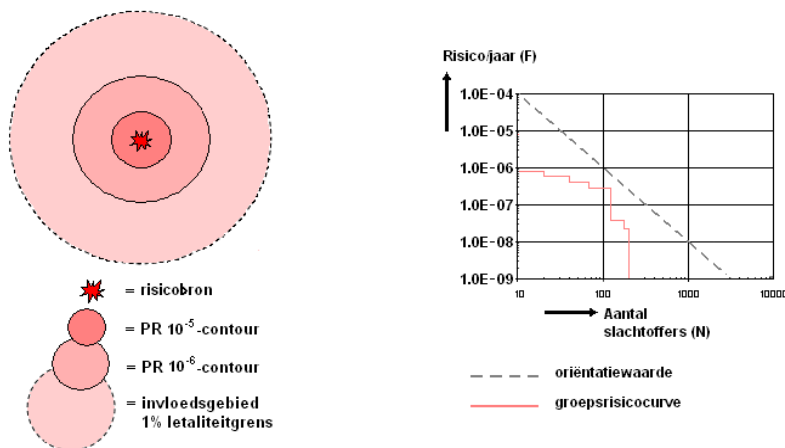 = risicobron
= PR 10⁻⁵-contour
= PR 10⁻⁶-contour
= invloedsgebied
1% letaliteitgrens
Risico/jaar (F)
1.0E-04
1.0E-05
1.0E-06
1.0E-07
1.0E-08
1.0E-09
10 100 1000 10000
Aantal
slachtoffers (N)
oriëntatiewaarde
groepsrisicocurve